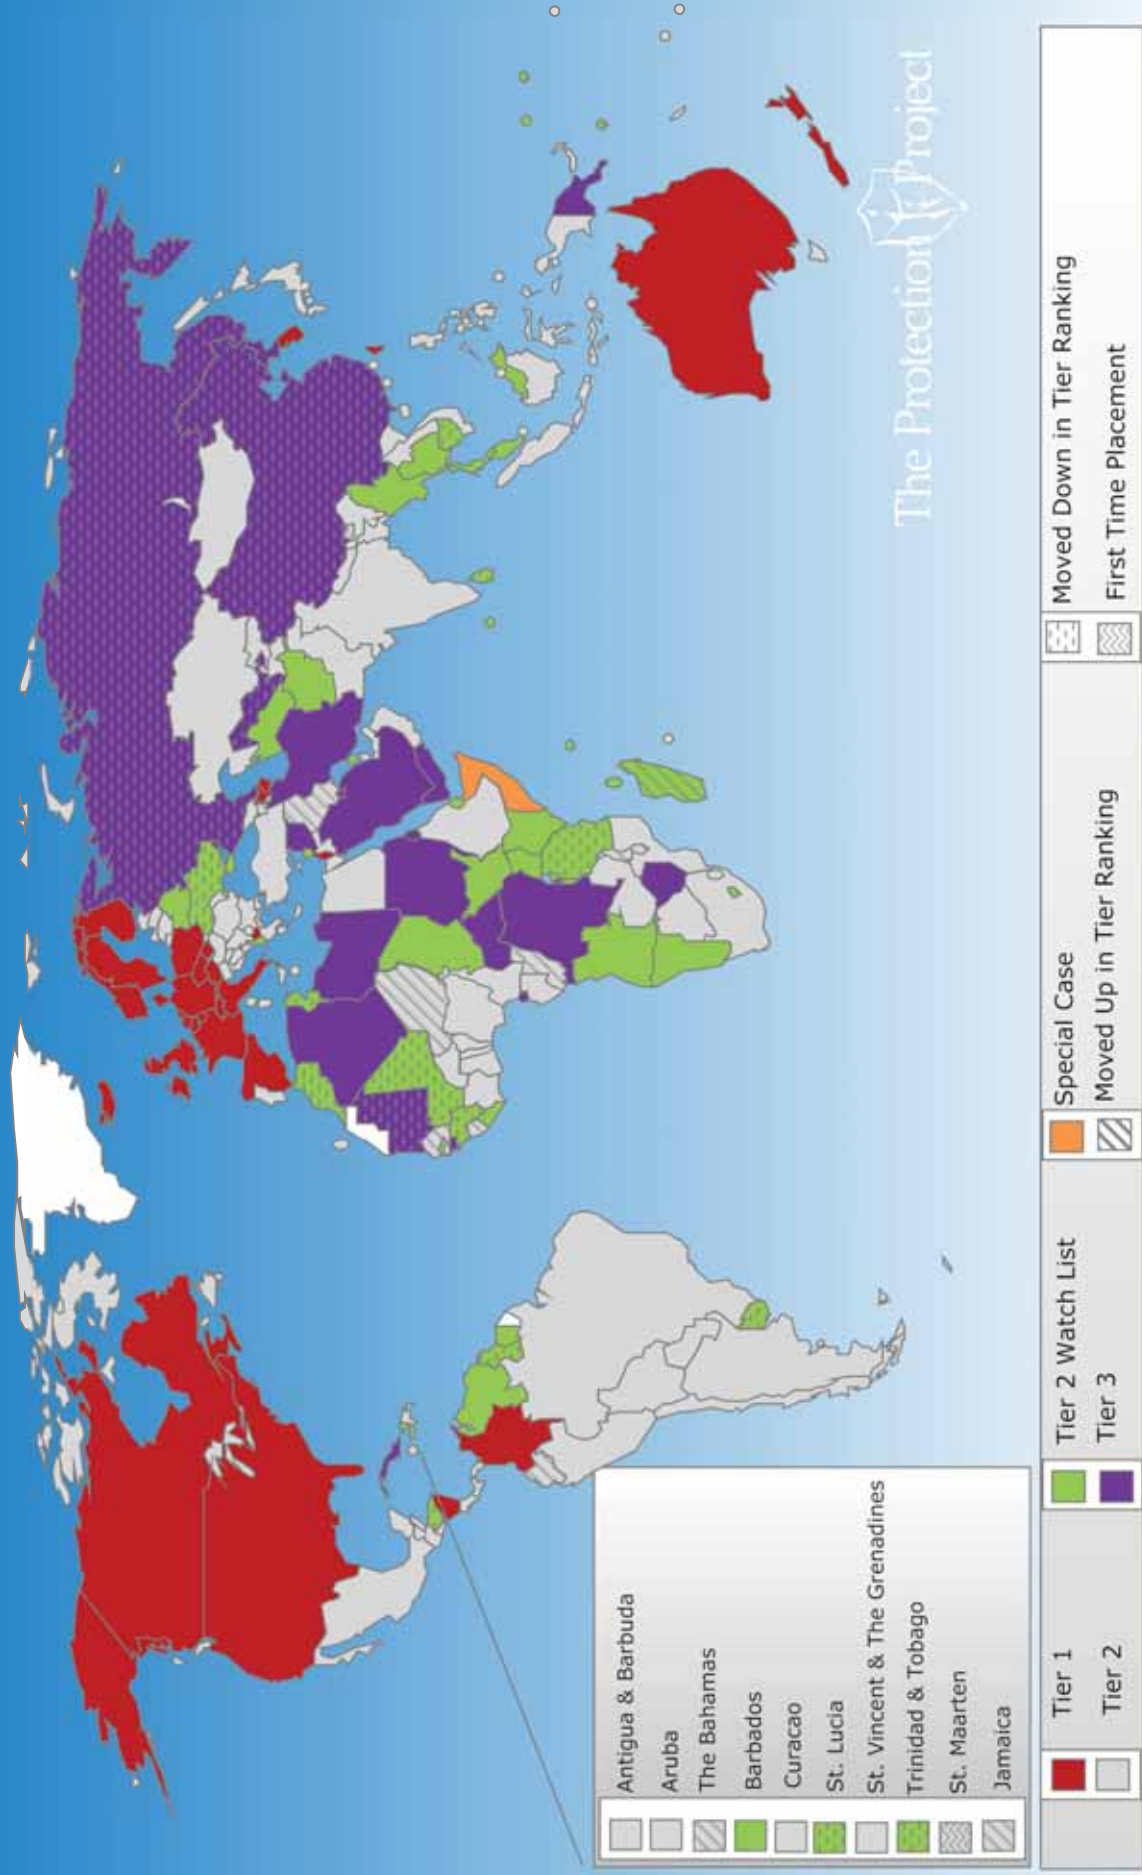 The Protection Project
Antigua & Barbuda
Aruba
The Bahamas
Barbados
Curacao
St. Lucia
St. Vincent & The Grenadines
Trinidad & Tobago
St. Maarten
Jamaica
Tier 1
Tier 2
Tier 2 Watch List
Tier 3
Special Case
Moved Up in Tier Ranking
Moved Down in Tier Ranking
First Time Placement